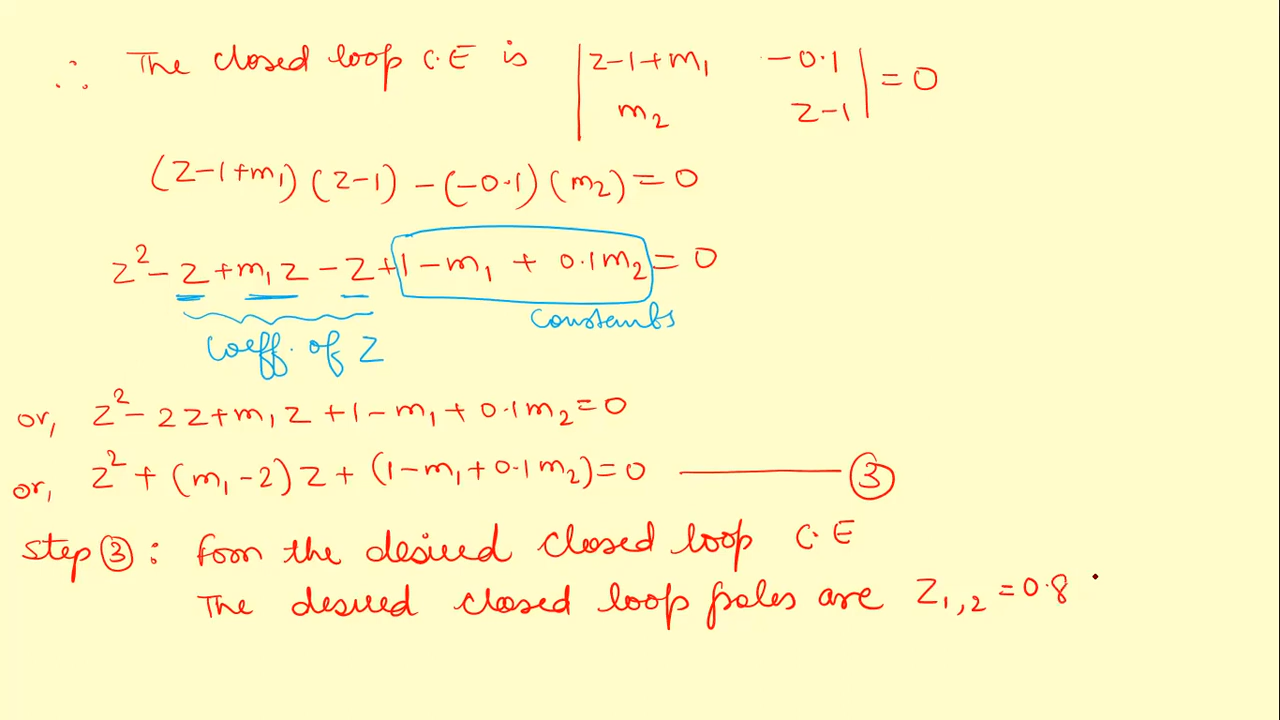 ∴ The closed loop C.E is | z-1+m₁ -0.1 | = 0
| m₂ z-1 |
(z-1+m₁) (z-1) - (-0.1) (m₂) = 0
z² - z + m₁z - z + 1 - m₁ + 0.1m₂ = 0
constants
coeff. of z
or, z² - 2z + m₁z + 1 - m₁ + 0.1m₂ = 0
or, z² + (m₁-2) z + (1-m₁+0.1m₂) = 0 ——— ③
Step ③ : Form the desired closed loop C.E
The desired closed loop poles are z₁,₂ = 0.8